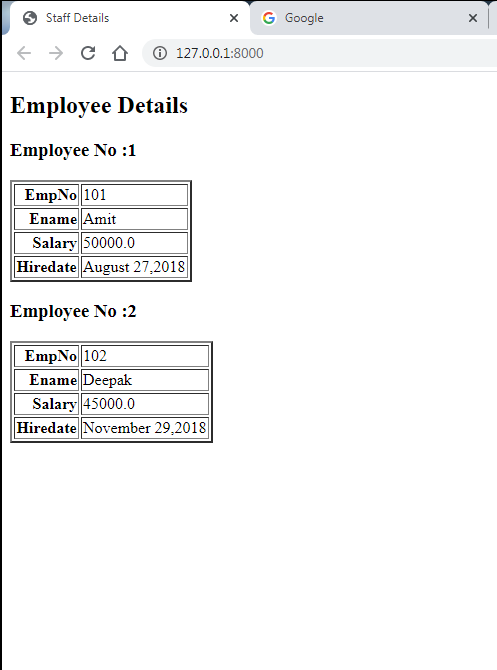 Staff Details
Google
127.0.0.1:8000
Employee Details
Employee No :1
EmpNo 101
Ename Amit
Salary 50000.0
Hiredate August 27,2018
Employee No :2
EmpNo 102
Ename Deepak
Salary 45000.0
Hiredate November 29,2018